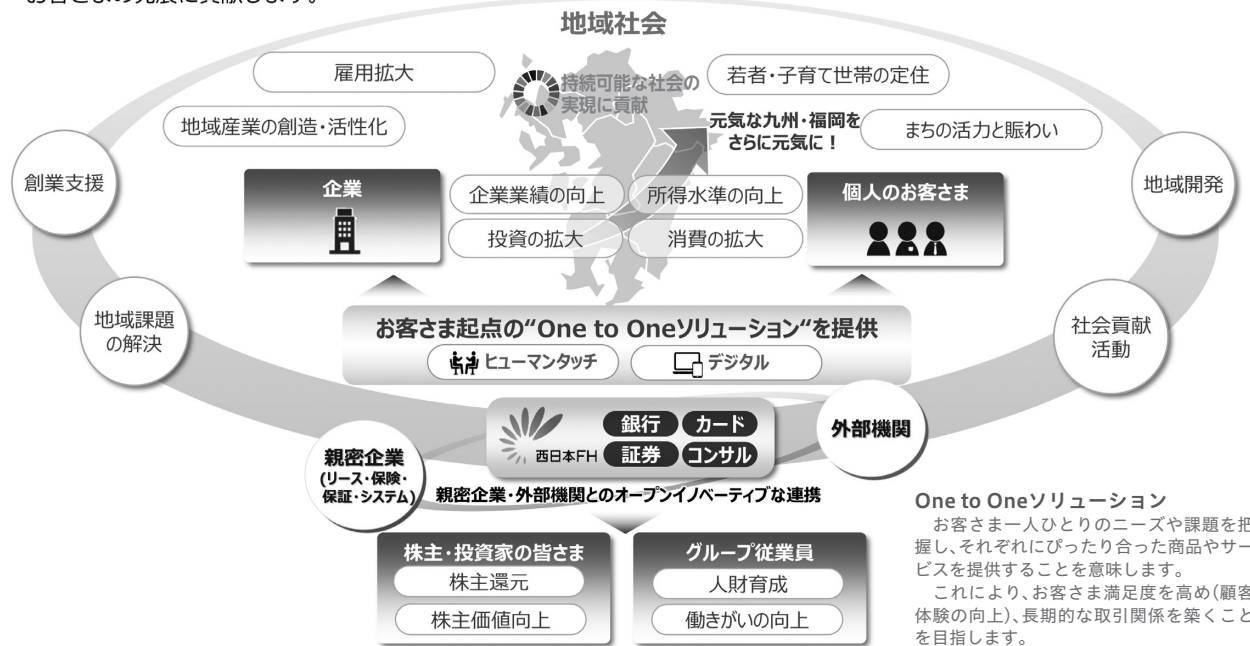 お客さまの発展に貢献します。
地域社会
雇用拡大
持続可能な社会の
実現に貢献
若者・子育て世帯の定住
地域産業の創造・活性化
元気な九州・福岡を
さらに元気に！
まちの活力と賑わい
創業支援
企業
企業業績の向上
所得水準の向上
個人のお客さま
地域開発
投資の拡大
消費の拡大
地域課題
の解決
お客さま起点の“One to Oneソリューション“を提供
ヒューマンタッチ
デジタル
社会貢献
活動
西日本FH
銀行
カード
証券
コンサル
外部機関
親密企業
(リース・保険・
保証・システム)
親密企業・外部機関とのオープンイノベーティブな連携
株主・投資家の皆さま
株主還元
株主価値向上
グループ従業員
人財育成
働きがいの向上
One to Oneソリューション
お客さま一人ひとりのニーズや課題を把
握し、それぞれにぴったり合った商品やサー
ビスを提供することを意味します。
これにより、お客さま満足度を高め(顧客
体験の向上)、長期的な取引関係を築くこと
を目指します。